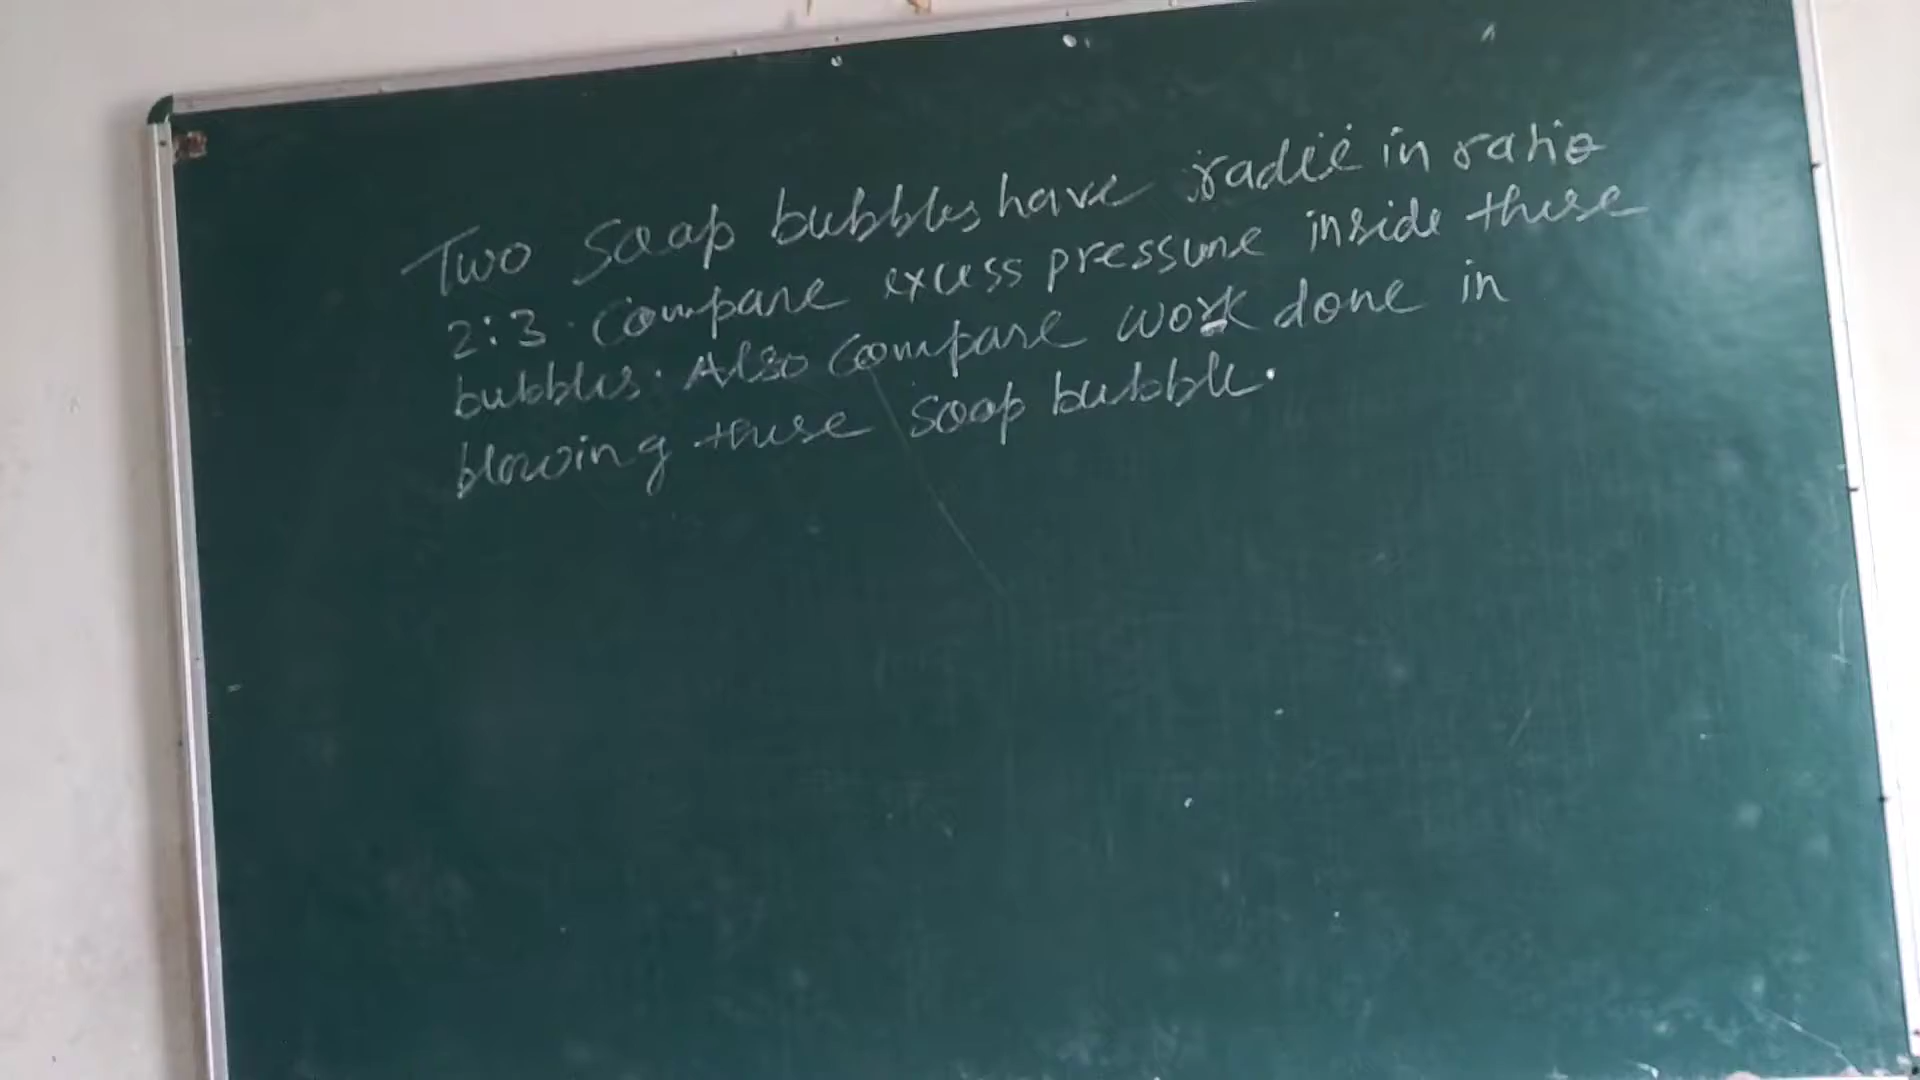 Two Soap bubbles have radii in ratio
2:3. Compare excess pressure inside these
bubbles. Also Compare work done in
blowing these Soap bubble.